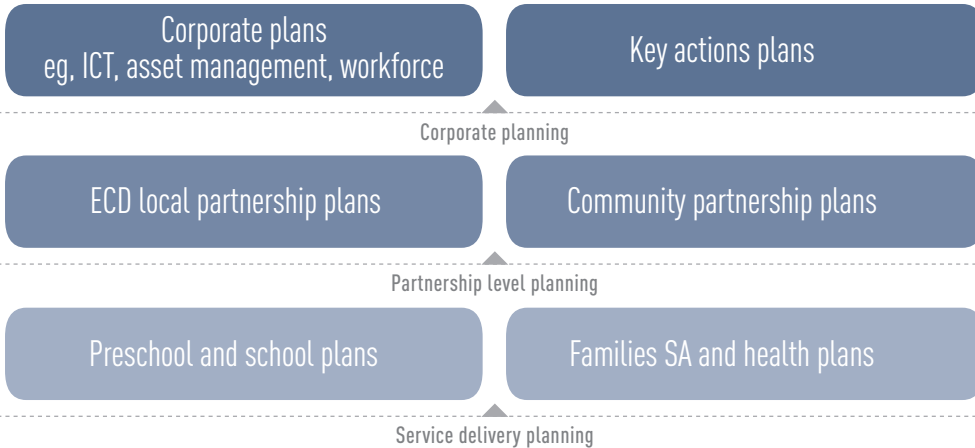 Corporate plans
eg, ICT, asset management, workforce
Key actions plans
Corporate planning
ECD local partnership plans
Community partnership plans
Partnership level planning
Preschool and school plans
Families SA and health plans
Service delivery planning